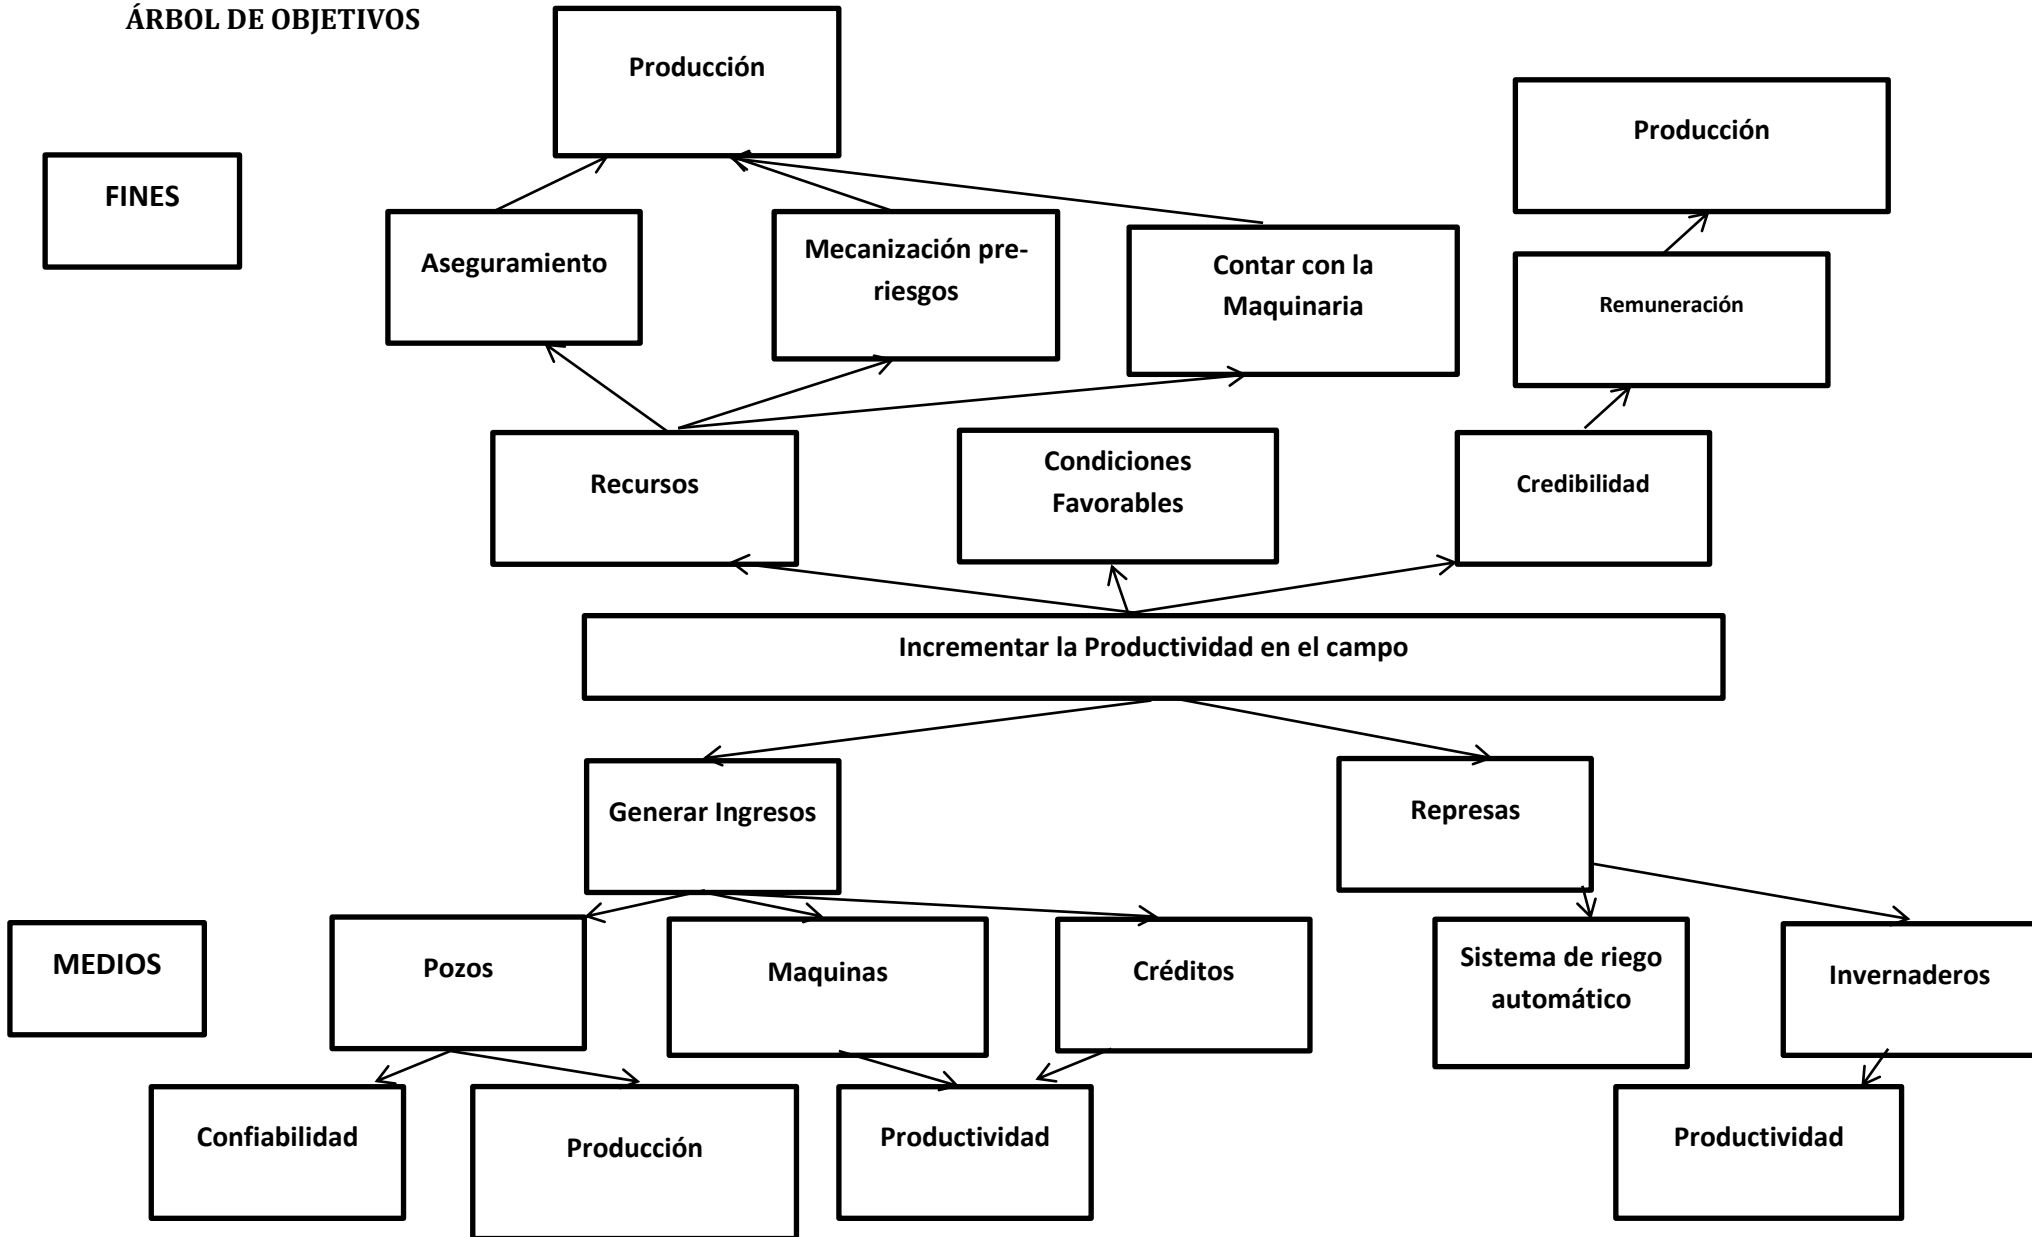 ÁRBOL DE OBJETIVOS
Producción
Producción
FINES
Aseguramiento
Mecanización pre-
riesgos
Contar con la
Maquinaria
Remuneración
Recursos
Condiciones
Favorables
Credibilidad
Incrementar la Productividad en el campo
Generar Ingresos
Represas
MEDIOS
Pozos
Maquinas
Créditos
Sistema de riego
automático
Invernaderos
Confiabilidad
Producción
Productividad
Productividad